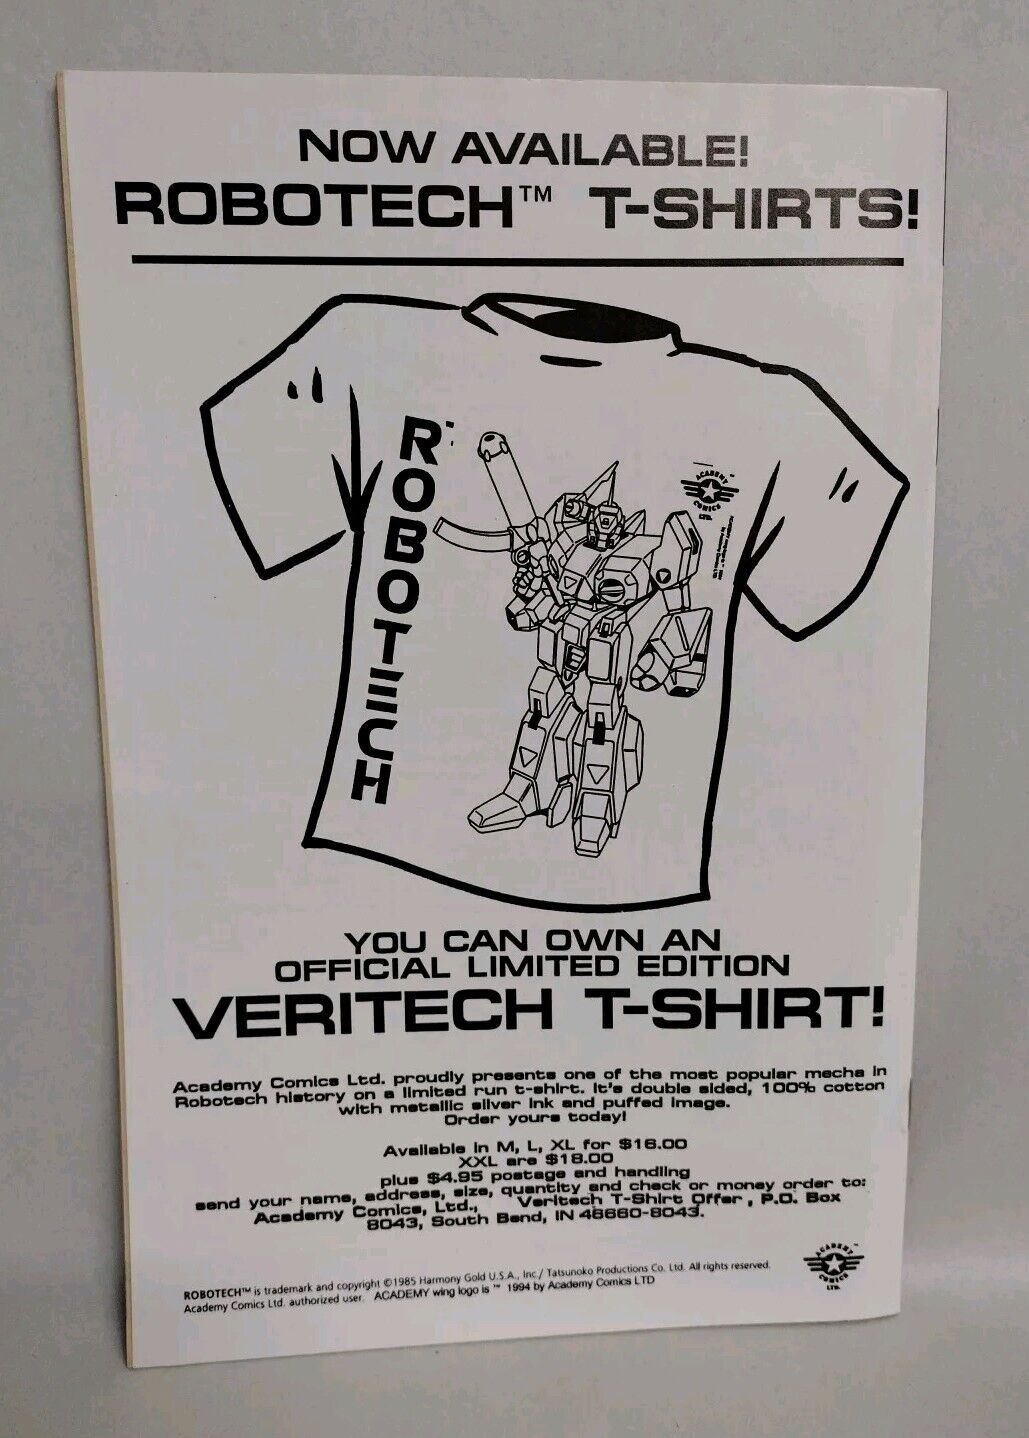 NOW AVAILABLE!
ROBOTECH™ T-SHIRTS!
ROBOTECH
ACADEMY
COMICS
LTD.
YOU CAN OWN AN
OFFICIAL LIMITED EDITION
VERITECH T-SHIRT!
Academy Comics Ltd. proudly presents one of the most popular mecha in
Robotech history on a limited run t-shirt. It's double sided, 100% cotton
with metallic silver ink and puffed image.
Order yours today!
Available in M, L, XL for $16.00
XXL are $18.00
plus $4.95 postage and handling
send your name, address, size, quantity and check or money order to:
Academy Comics, Ltd., Veritech T-Shirt Offer, P.O. Box
8043, South Bend, IN 46660-8043.
ROBOTECH™ is trademark and copyright ©1985 Harmony Gold U.S.A., Inc./ Tatsunoko Productions Co. Ltd. All rights reserved.
Academy Comics Ltd. authorized user. ACADEMY wing logo is ™ 1994 by Academy Comics LTD
ACADEMY™
COMICS
LTD.